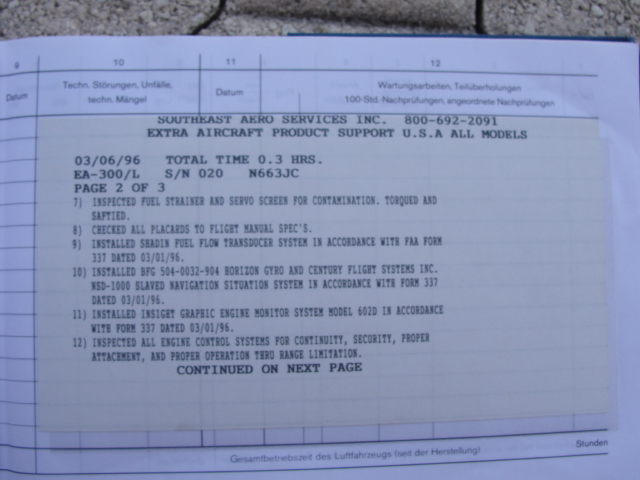 9 10 11 12
Datum Techn. Störungen, Unfälle, Datum Wartungsarbeiten, Teilüberholungen
techn. Mängel 100-Std. Nachprüfungen, angeordnete Nachprüfungen
SOUTHEAST AERO SERVICES INC. 800-692-2091
EXTRA AIRCRAFT PRODUCT SUPPORT U.S.A ALL MODELS
03/06/96 TOTAL TIME 0.3 HRS.
EA-300/L S/N 020 N663JC
PAGE 2 OF 3
7) INSPECTED FUEL STRAINER AND SERVO SCREEN FOR CONTAMINATION. TORQUED AND
SAFTIED.
8) CHECKED ALL PLACARDS TO FLIGHT MANUAL SPEC'S.
9) INSTALLED SHADIN FUEL FLOW TRANSDUCER SYSTEM IN ACCORDANCE WITH FAA FORM
337 DATED 03/01/96.
10) INSTALLED BFG 504-0032-904 HORIZON GYRO AND CENTURY FLIGHT SYSTEMS INC.
NSD-1000 SLAVED NAVIGATION SITUATION SYSTEM IN ACCORDANCE WITH FORM 337
DATED 03/01/96.
11) INSTALLED INSIGHT GRAPHIC ENGINE MONITOR SYSTEM MODEL 602D IN ACCORDANCE
WITH FORM 337 DATED 03/01/96.
12) INSPECTED ALL ENGINE CONTROL SYSTEMS FOR CONTINUITY, SECURITY, PROPER
ATTACEMENT, AND PROPER OPERATION THRU RANGE LIMITATION.
CONTINUED ON NEXT PAGE
Gesamtbetriebszeit des Luftfahrzeugs (seit der Herstellung) Stunden